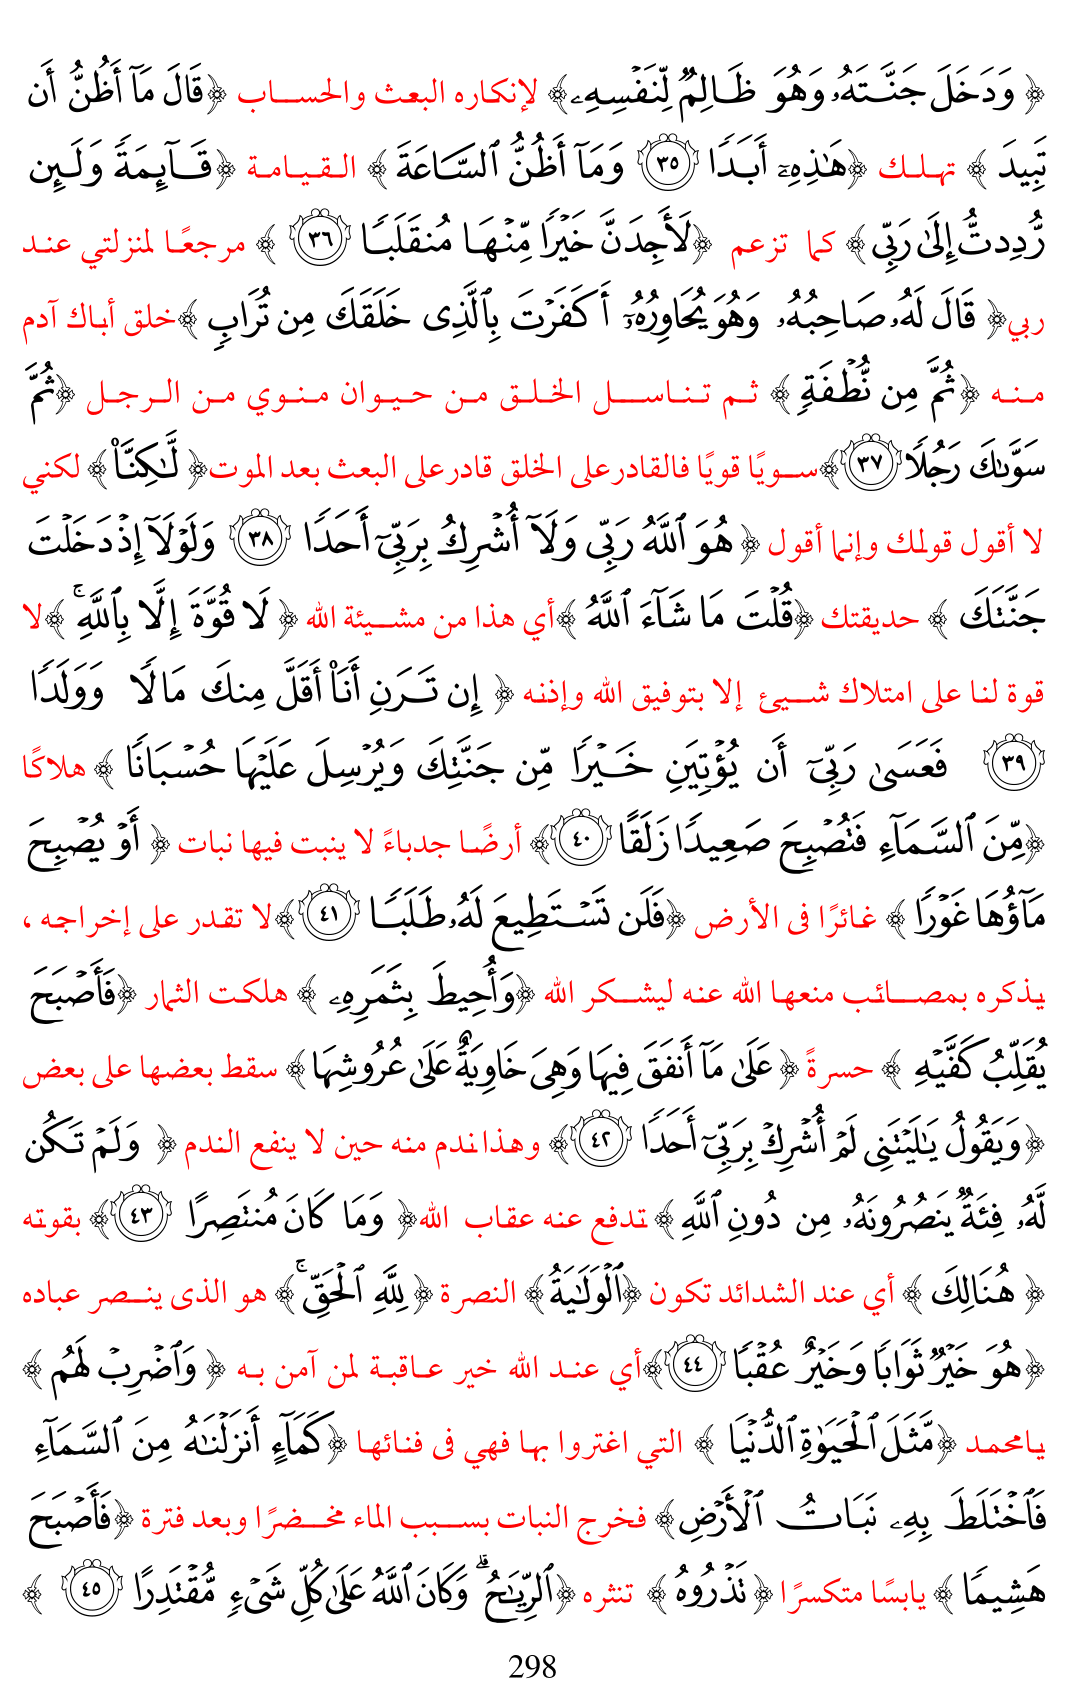 ﴿ وَدَخَلَ جَنَّتَهُۥ وَهُوَ ظَالِمٌ لِّنَفْسِهِۦ﴾ لإنكاره البعث والحساب ﴿قَالَ مَآ أَظُنُّ أَن
تَبِيدَ ﴾ تهلك ﴿هَٰذِهِۦٓ أَبَدًا ٣٥ وَمَآ أَظُنُّ ٱلسَّاعَةَ ﴾ القيامة ﴿قَآئِمَةً وَلَئِن
رُّدِدتُّ إِلَىٰ رَبِّى ﴾ كما تزعم ﴿لَأَجِدَنَّ خَيْرًا مِّنْهَا مُنقَلَبًا ٣٦ ﴾ مرجعًا لمنزلتي عند
ربي﴿ قَالَ لَهُۥ صَاحِبُهُۥ وَهُوَ يُحَاوِرُهُۥٓ أَكَفَرْتَ بِٱلَّذِى خَلَقَكَ مِن تُرَابٍ ﴾خلق أباك آدم
منه ﴿ثُمَّ مِن نُّطْفَةٍ ﴾ ثم تناسل الخلق من حيوان منوي من الرجل ﴿ثُمَّ
سَوَّىٰكَ رَجُلًا ٣٧ ﴾سويًا قويًا فالقادرعلى الخلق قادرعلى البعث بعد الموت﴿ لَّٰكِنَّا۠ ﴾ لكني
لا أقول قولك وإنما أقول ﴿ هُوَ ٱللَّهُ رَبِّى وَلَآ أُشْرِكُ بِرَبِّىٓ أَحَدًا ٣٨ وَلَوْلَآ إِذْ دَخَلْتَ
جَنَّتَكَ ﴾ حديقتك ﴿قُلْتَ مَا شَآءَ ٱللَّهُ ﴾أي هذا من مشيئة الله ﴿ لَا قُوَّةَ إِلَّا بِٱللَّهِۚ ﴾لا
قوة لنا على امتلاك شيئ إلا بتوفيق الله وإذنه ﴿ إِن تَرَنِ أَنَا۠ أَقَلَّ مِنكَ مَالًا وَوَلَدًا
٣٩ فَعَسَىٰ رَبِّىٓ أَن يُؤْتِيَنِ خَيْرًا مِّن جَنَّتِكَ وَيُرْسِلَ عَلَيْهَا حُسْبَانًا ﴾ هلاكًا
﴿مِّنَ ٱلسَّمَآءِ فَتُصْبِحَ صَعِيدًا زَلَقًا ٤٠ ﴾ أرضًا جدباءً لا ينبت فيها نبات ﴿ أَوْ يُصْبِحَ
مَآؤُهَا غَوْرًا ﴾ غائرًا فى الأرض ﴿فَلَن تَسْتَطِيعَ لَهُۥ طَلَبًا ٤١ ﴾لا تقدر على إخراجه ،
يذكره بمصائب منعها الله عنه ليشكر الله ﴿وَأُحِيطَ بِثَمَرِهِۦ ﴾ هلكت الثمار ﴿فَأَصْبَحَ
يُقَلِّبُ كَفَّيْهِ ﴾ حسرةً ﴿ عَلَىٰ مَآ أَنفَقَ فِيهَا وَهِىَ خَاوِيَةٌ عَلَىٰ عُرُوشِهَا ﴾ سقط بعضها على بعض
﴿وَيَقُولُ يَٰلَيْتَنِى لَمْ أُشْرِكْ بِرَبِّىٓ أَحَدًا ٤٢ ﴾ وهذا ندم منه حين لا ينفع الندم ﴿ وَلَمْ تَكُن
لَّهُۥ فِئَةٌ يَنصُرُونَهُۥ مِن دُونِ ٱللَّهِ ﴾ تدفع عنه عقاب الله﴿ وَمَا كَانَ مُنتَصِرًا ٤٣ ﴾ بقوته
﴿ هُنَالِكَ ﴾ أي عند الشدائد تكون ﴿ٱلْوَلَٰيَةُ ﴾ النصرة ﴿ لِلَّهِ ٱلْحَقِّۚ ﴾ هو الذى ينصر عباده
﴿هُوَ خَيْرٌ ثَوَابًا وَخَيْرٌ عُقْبًا ٤٤ ﴾أي عند الله خير عاقبة لمن آمن به ﴿ وَٱضْرِبْ لَهُم ﴾
يامحمد ﴿مَّثَلَ ٱلْحَيَوٰةِ ٱلدُّنْيَا ﴾ التي اغتروا بها فهي فى فنائها ﴿كَمَآءٍ أَنزَلْنَٰهُ مِنَ ٱلسَّمَآءِ
فَٱخْتَلَطَ بِهِۦ نَبَاتُ ٱلْأَرْضِ ﴾ فخرج النبات بسبب الماء مخضرًا وبعد فترة ﴿فَأَصْبَحَ
هَشِيمًا ﴾ يابسًا متكسرًا ﴿ تَذْرُوهُ ﴾ تنثره ﴿ٱلرِّيَٰحُۗ وَكَانَ ٱللَّهُ عَلَىٰ كُلِّ شَىْءٍ مُّقْتَدِرًا ٤٥ ﴾
298